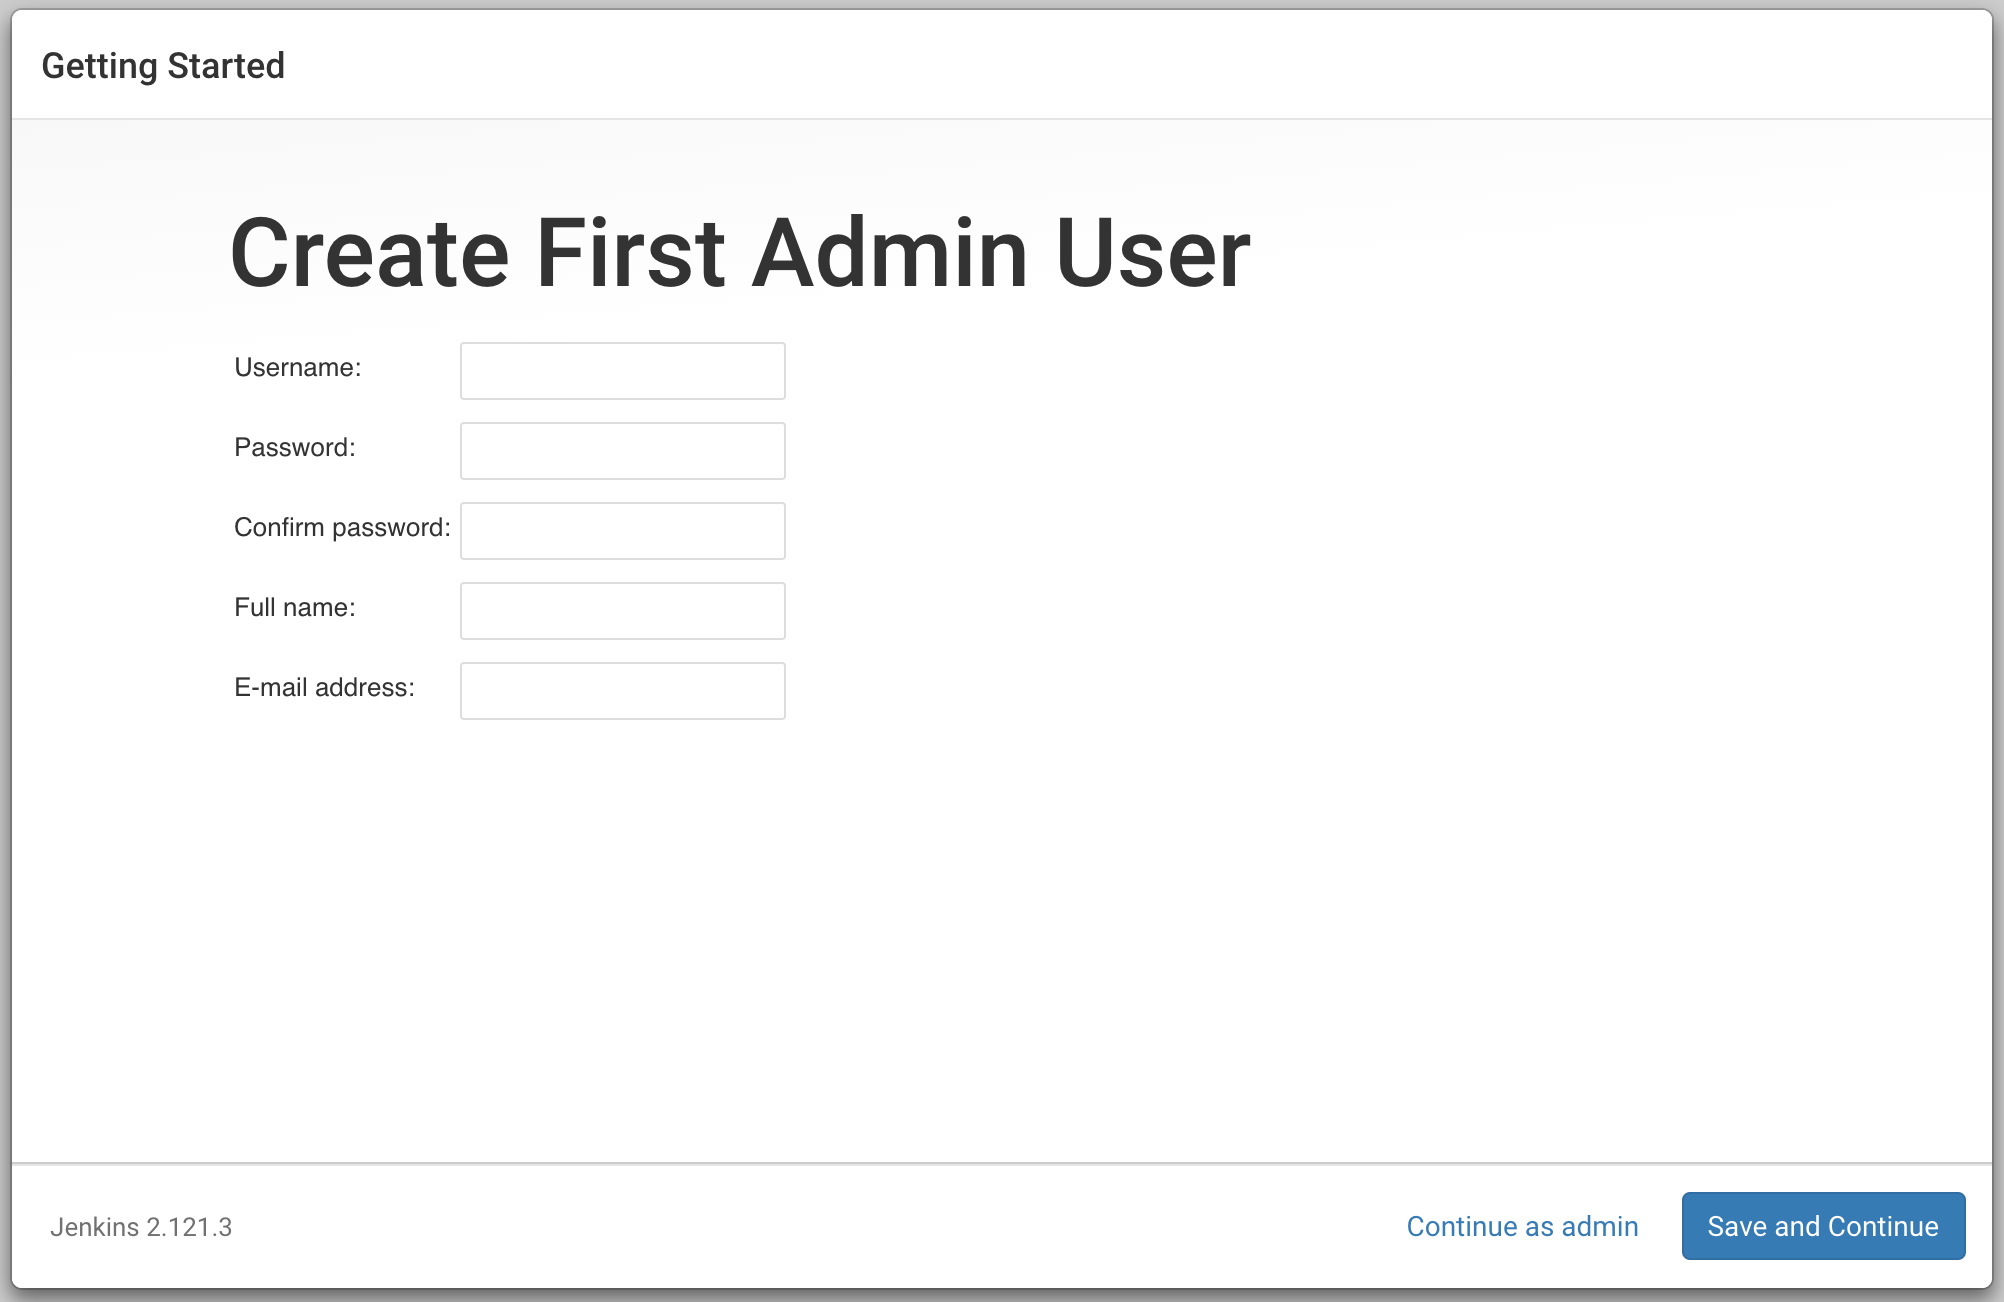 Getting Started
Create First Admin User
Username:
Password:
Confirm password:
Full name:
E-mail address:
Jenkins 2.121.3
Continue as admin
Save and Continue